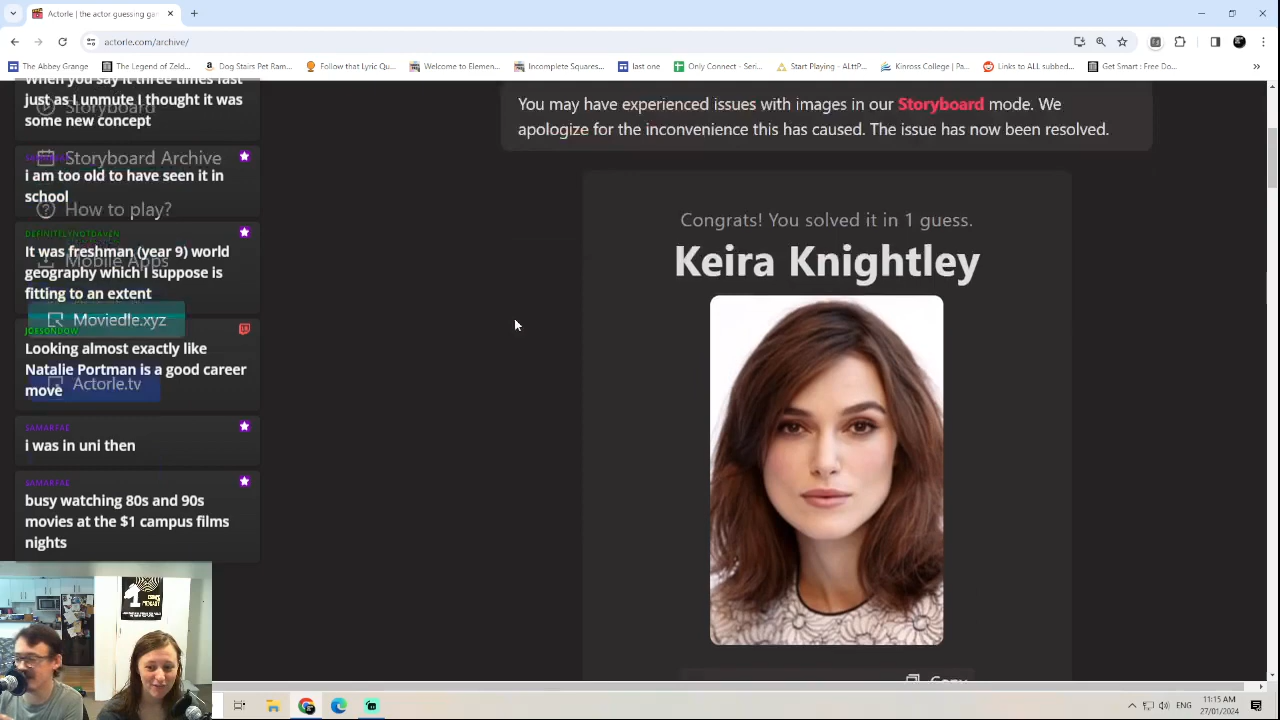 Actorle | the actor guessing gam
actorle.com/archive/
The Abbey Grange
The Legend of Zeld...
Dog Stairs Pet Ram...
Follow that Lyric Qu...
Welcome to Elemen...
Incomplete Squares...
last one
Only Connect - Seri...
Start Playing - ALttP...
Kinross College | Pa...
Links to ALL subbed...
Get Smart : Free Do...
»
when you say it three times fast
just as I unmute I thought it was
some new concept
Storyboard
Storyboard Archive
i am too old to have seen it in
school
How to play?
DEFINITELYNOTDAVEN
It was freshman (year 9) world
geography which I suppose is
fitting to an extent
Mobile Apps
Moviedle.xyz
JOESONDOW
Looking almost exactly like
Natalie Portman is a good career
move
Actorle.tv
SAMARFAE
i was in uni then
SAMARFAE
busy watching 80s and 90s
movies at the $1 campus films
nights
You may have experienced issues with images in our Storyboard mode. We
apologize for the inconvenience this has caused. The issue has now been resolved.
Congrats! You solved it in 1 guess.
Keira Knightley
Copy
ENG
11:15 AM
27/01/2024